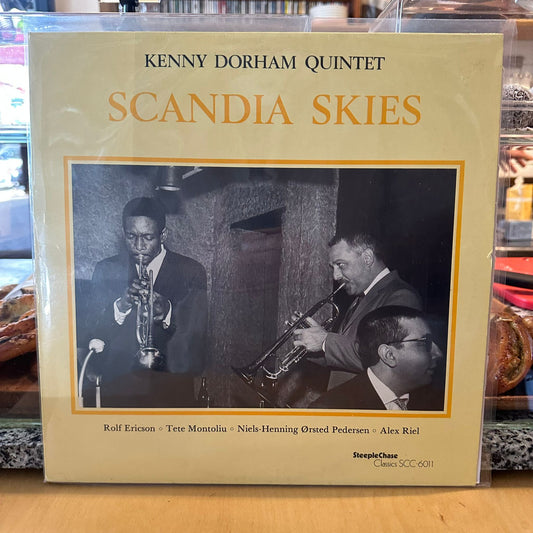 KENNY DORHAM QUINTET
SCANDIA SKIES
Rolf Ericson ◦ Tete Montoliu ◦ Niels-Henning Ørsted Pedersen ◦ Alex Riel
SteepleChase
Classics SCC-6011